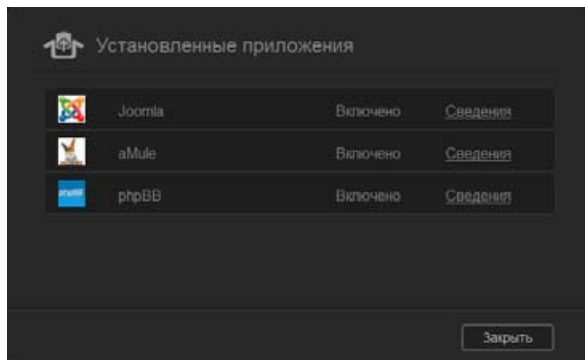 Установленные приложения
Joomla Включено Сведения
aMule Включено Сведения
phpBB Включено Сведения
Закрыть